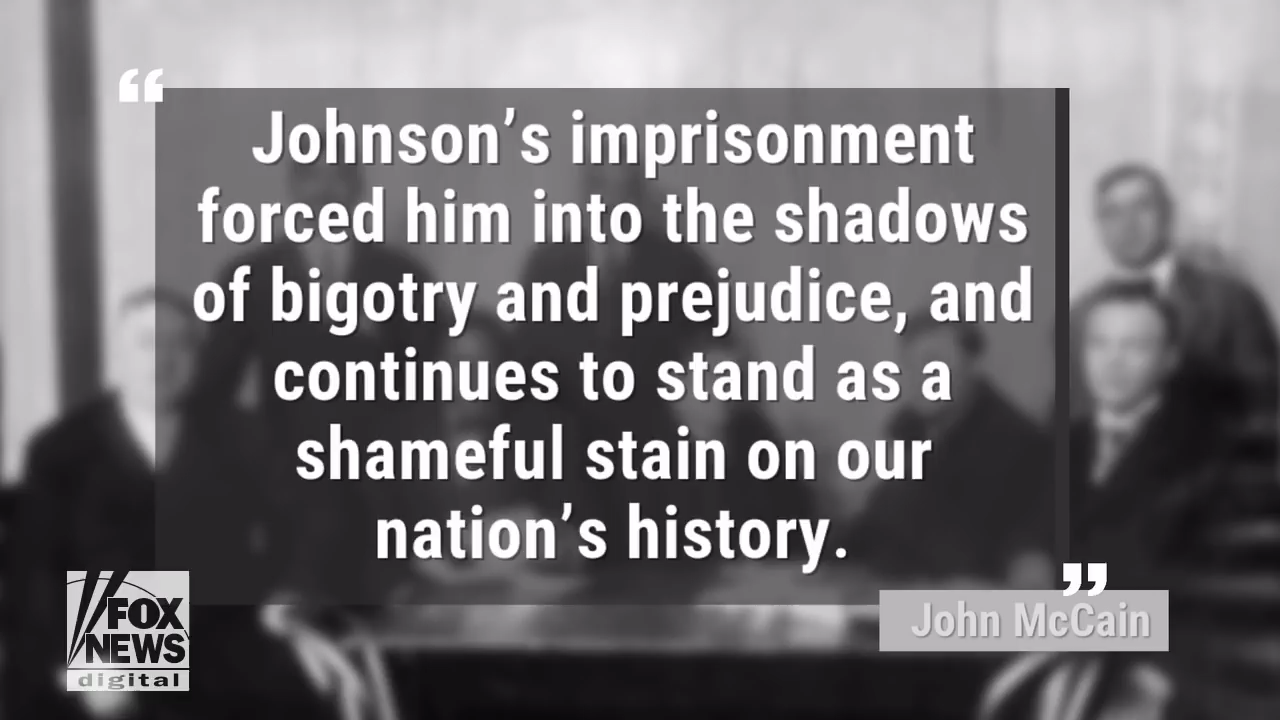 “
Johnson’s imprisonment
forced him into the shadows
of bigotry and prejudice, and
continues to stand as a
shameful stain on our
nation’s history.
”
John McCain
FOX
NEWS
digital